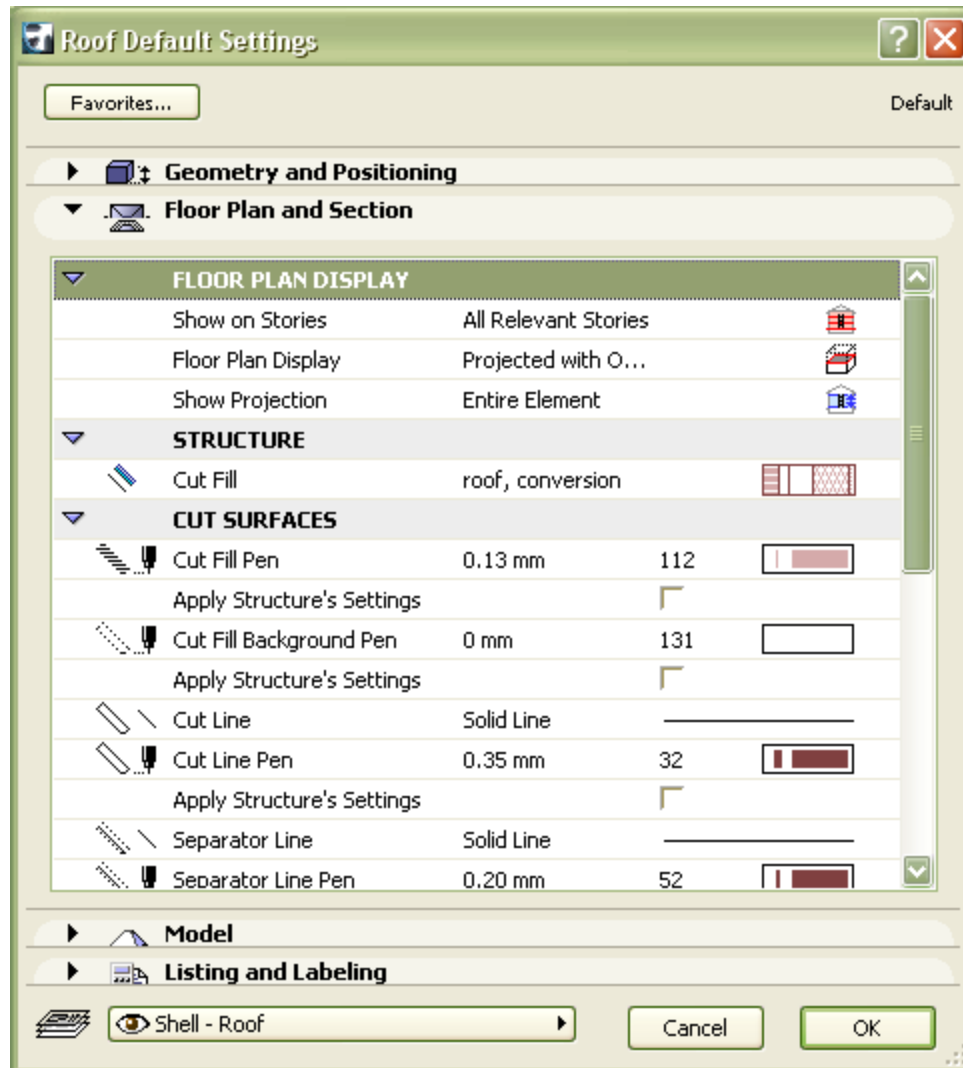 Roof Default Settings
Favorites...
Default
Geometry and Positioning
Floor Plan and Section
FLOOR PLAN DISPLAY
Show on Stories All Relevant Stories
Floor Plan Display Projected with O...
Show Projection Entire Element
STRUCTURE
Cut Fill roof, conversion
CUT SURFACES
Cut Fill Pen 0.13 mm 112
Apply Structure's Settings
Cut Fill Background Pen 0 mm 131
Apply Structure's Settings
Cut Line Solid Line
Cut Line Pen 0.35 mm 32
Apply Structure's Settings
Separator Line Solid Line
Separator Line Pen 0.20 mm 52
Model
Listing and Labeling
Shell - Roof
Cancel
OK